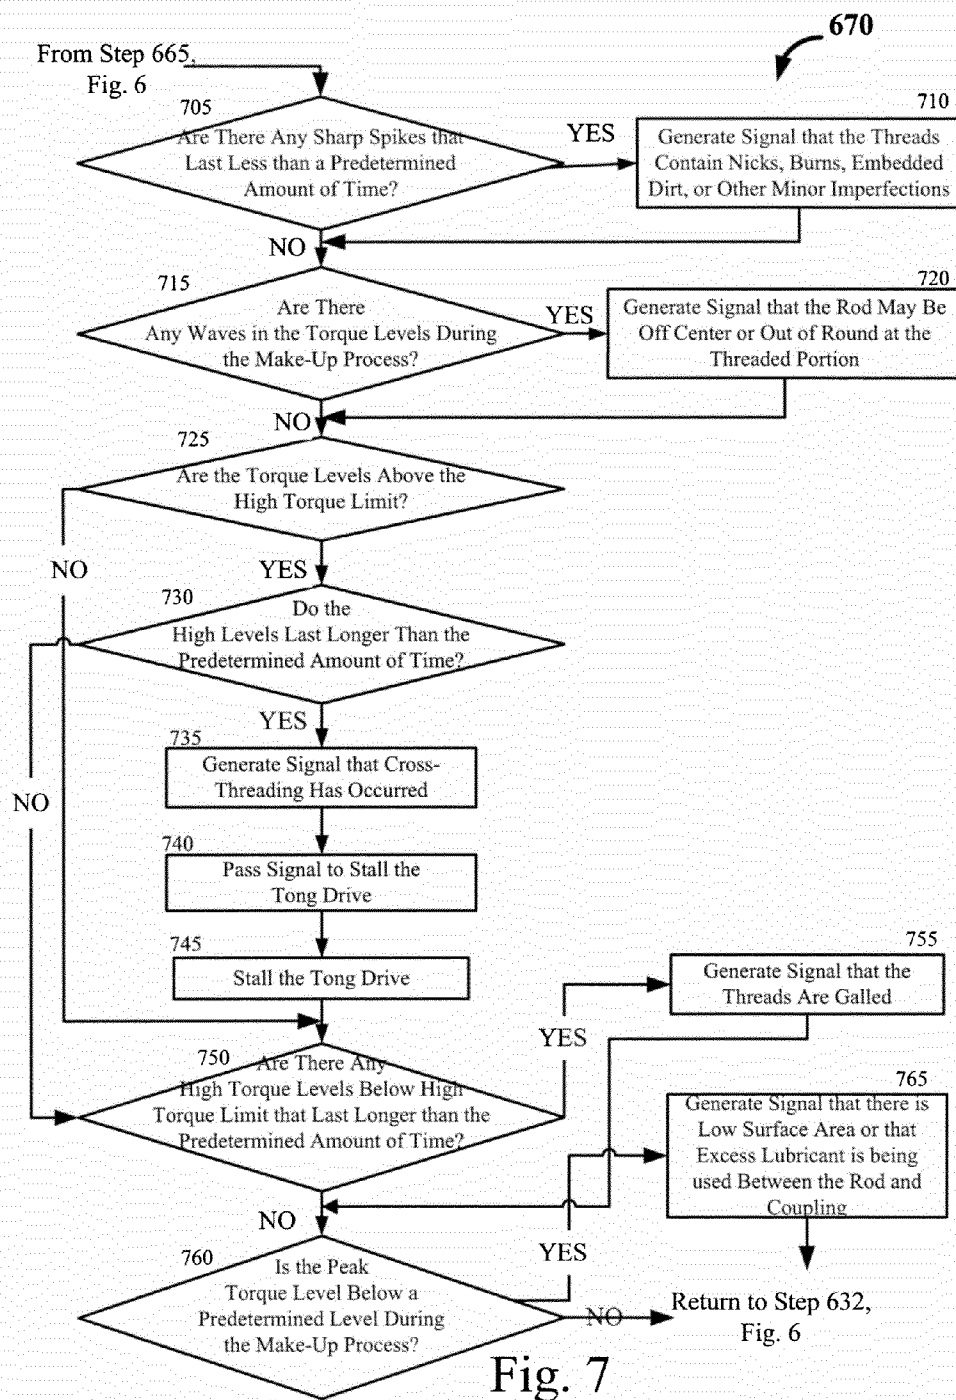 670
From Step 665,
Fig. 6
705
Are There Any Sharp Spikes that
Last Less than a Predetermined
Amount of Time?
YES
710
Generate Signal that the Threads
Contain Nicks, Burns, Embedded
Dirt, or Other Minor Imperfections
NO
715
Are There
Any Waves in the Torque Levels During
the Make-Up Process?
YES
720
Generate Signal that the Rod May Be
Off Center or Out of Round at the
Threaded Portion
NO
725
Are the Torque Levels Above the
High Torque Limit?
NO
YES
730
Do the
High Levels Last Longer Than the
Predetermined Amount of Time?
NO
YES
735
Generate Signal that Cross-
Threading Has Occurred
740
Pass Signal to Stall the
Tong Drive
745
Stall the Tong Drive
750
Are There Any
High Torque Levels Below High
Torque Limit that Last Longer than the
Predetermined Amount of Time?
YES
755
Generate Signal that the
Threads Are Galled
NO
760
Is the Peak
Torque Level Below a
Predetermined Level During
the Make-Up Process?
YES
765
Generate Signal that there is
Low Surface Area or that
Excess Lubricant is being
used Between the Rod and
Coupling
NO
Return to Step 632,
Fig. 6
Fig. 7